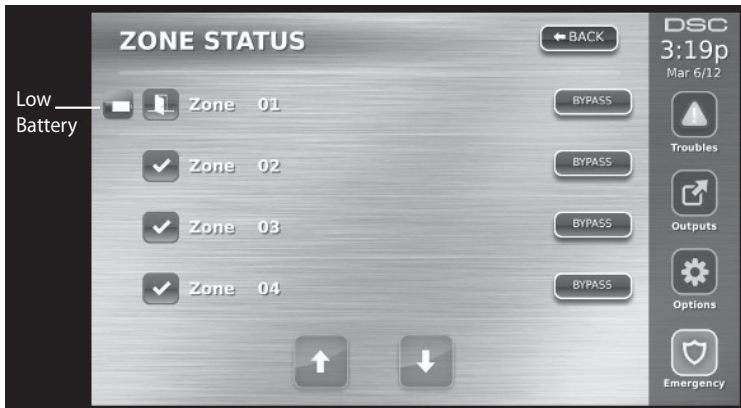 ZONE STATUS
BACK
DSC
3:19p
Mar 6/12
Low
Battery
Zone 01
BYPASS
Troubles
Zone 02
BYPASS
Outputs
Zone 03
BYPASS
Options
Zone 04
BYPASS
Emergency